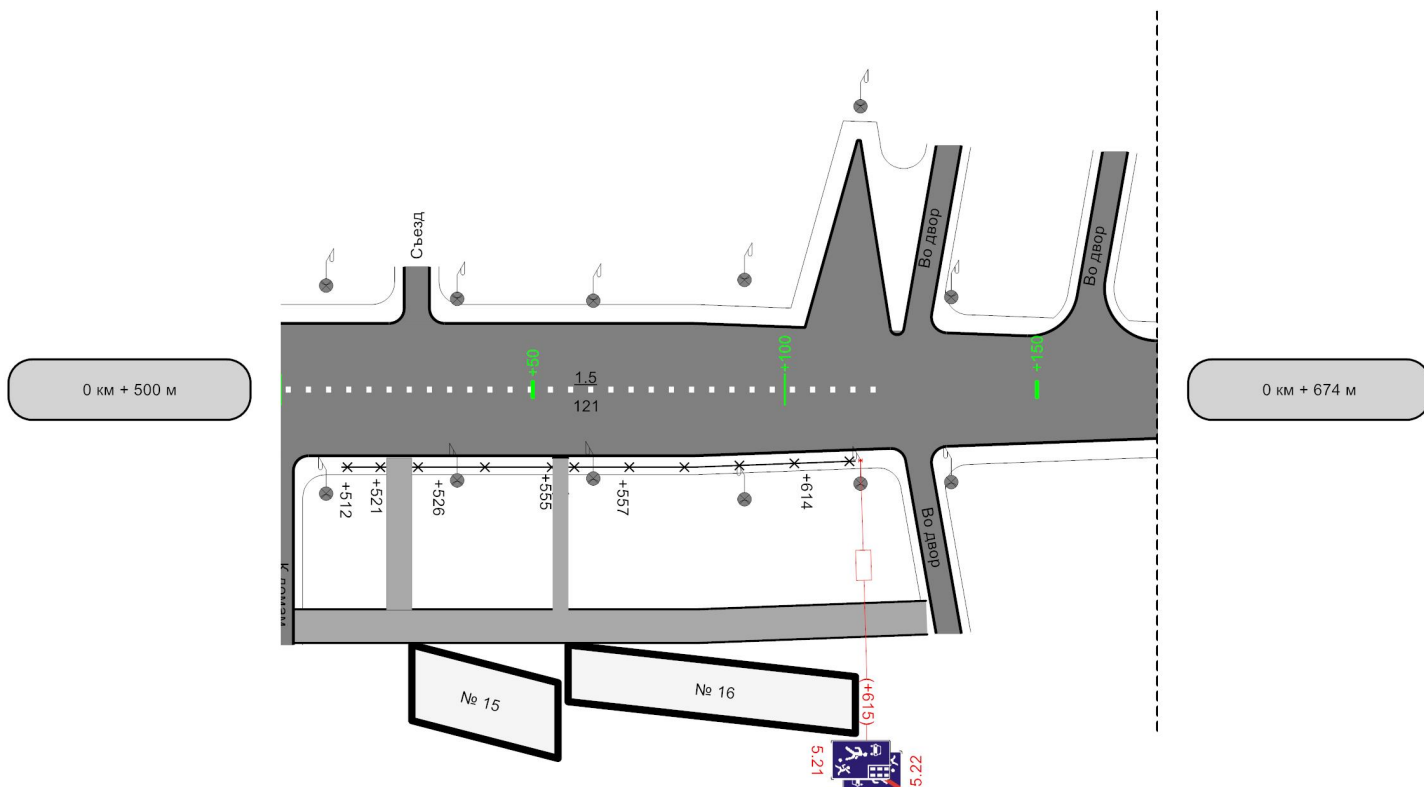 Съезд
Во двор
Во двор
+50
+100
+150
1.5
121
0 км + 500 м
0 км + 674 м
+512
+521
+526
+555
+557
+614
Во двор
К домам
№ 15
№ 16
(+615)
5.21
5.22